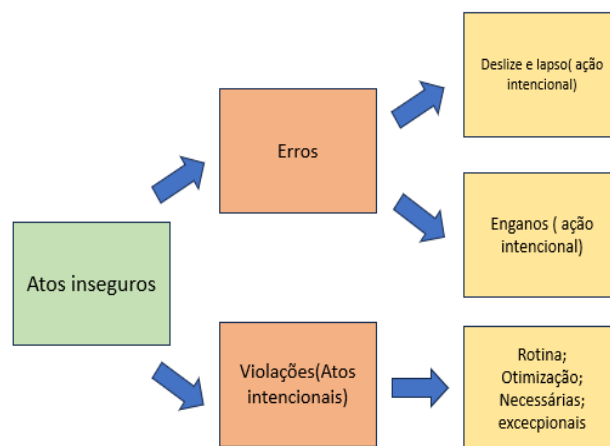 Deslize e lapso( ação
intencional)
Erros
Enganos ( ação
intencional)
Atos inseguros
Violações(Atos
intencionais)
Rotina;
Otimização;
Necessárias;
excecpionais